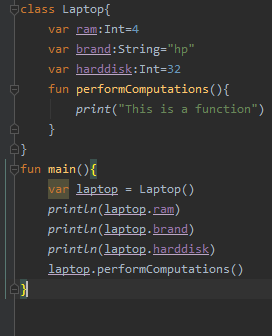 class Laptop{
    var ram:Int=4
    var brand:String="hp"
    var harddisk:Int=32
    fun performComputations(){
        print("This is a function")
    }
}
fun main(){
    var laptop = Laptop()
    println(laptop.ram)
    println(laptop.brand)
    println(laptop.harddisk)
    laptop.performComputations()
}